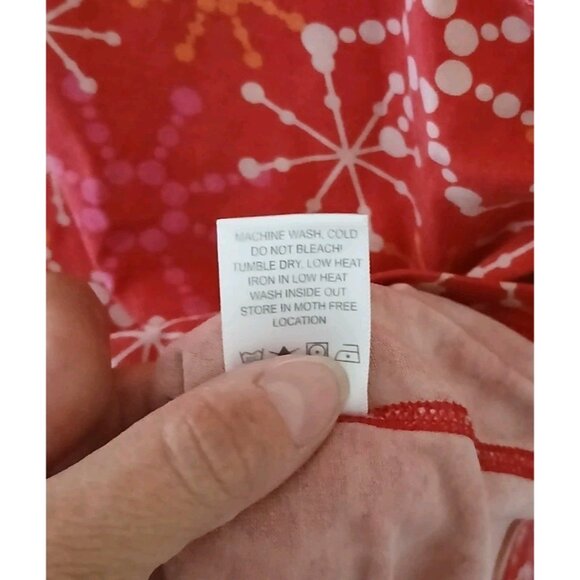 MACHINE WASH, COLD
DO NOT BLEACH!
TUMBLE DRY, LOW HEAT
IRON IN LOW HEAT
WASH INSIDE OUT
STORE IN MOTH FREE
LOCATION